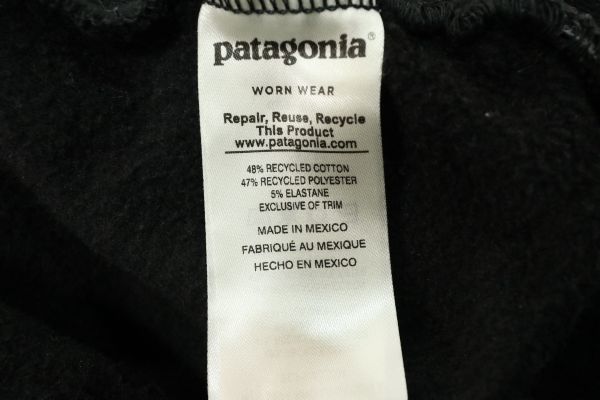 patagonia®
WORN WEAR
Repair, Reuse, Recycle
This Product
www.patagonia.com
48% RECYCLED COTTON
47% RECYCLED POLYESTER
5% ELASTANE
EXCLUSIVE OF TRIM
MADE IN MEXICO
FABRIQUÉ AU MEXIQUE
HECHO EN MEXICO